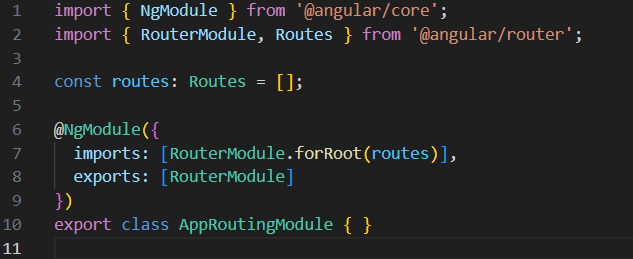 1 import { NgModule } from '@angular/core';
2 import { RouterModule, Routes } from '@angular/router';
3
4 const routes: Routes = [];
5
6 @NgModule({
7   imports: [RouterModule.forRoot(routes)],
8   exports: [RouterModule]
9 })
10 export class AppRoutingModule { }
11